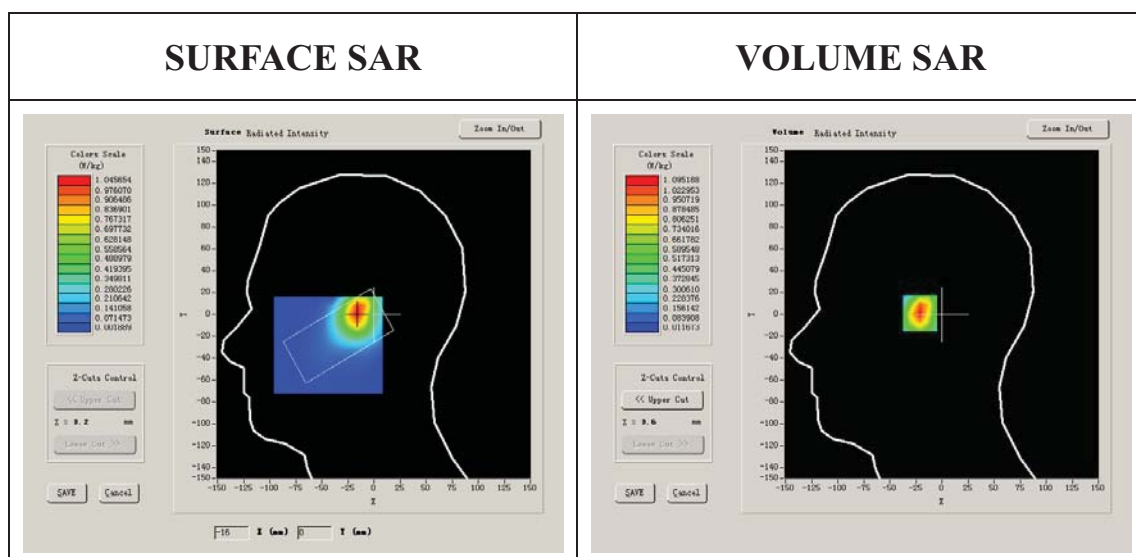 SURFACE SAR
VOLUME SAR
Surface Radiated Intensity
Zoom In/Out
Colors Scale
(W/kg)
1.045654
0.976070
0.906486
0.836901
0.767317
0.697732
0.628148
0.558564
0.488979
0.419395
0.349811
0.280226
0.210642
0.141058
0.071473
0.001889
150
140
120
100
80
60
40
20
0
-20
-40
-60
-80
-100
-120
-140
-150
Y
-150 -125 -100 -75 -50 -25 0 25 50 75 100 125 150
X
Z-Cuts Control
<< Upper Cut
mm
Lower Cut >>
SAVE
Cancel
-16 X (mm) 0 Y (mm)
Volume Radiated Intensity
Zoom In/Out
Colors Scale
(W/kg)
1.095188
1.022953
0.950719
0.878485
0.806251
0.734016
0.661782
0.589548
0.517313
0.445079
0.372845
0.300610
0.228376
0.156142
0.083908
0.011673
150
140
120
100
80
60
40
20
0
-20
-40
-60
-80
-100
-120
-140
-150
Y
-150 -125 -100 -75 -50 -25 0 25 50 75 100 125 150
X
Z-Cuts Control
<< Upper Cut
mm
Lower Cut >>
SAVE
Cancel